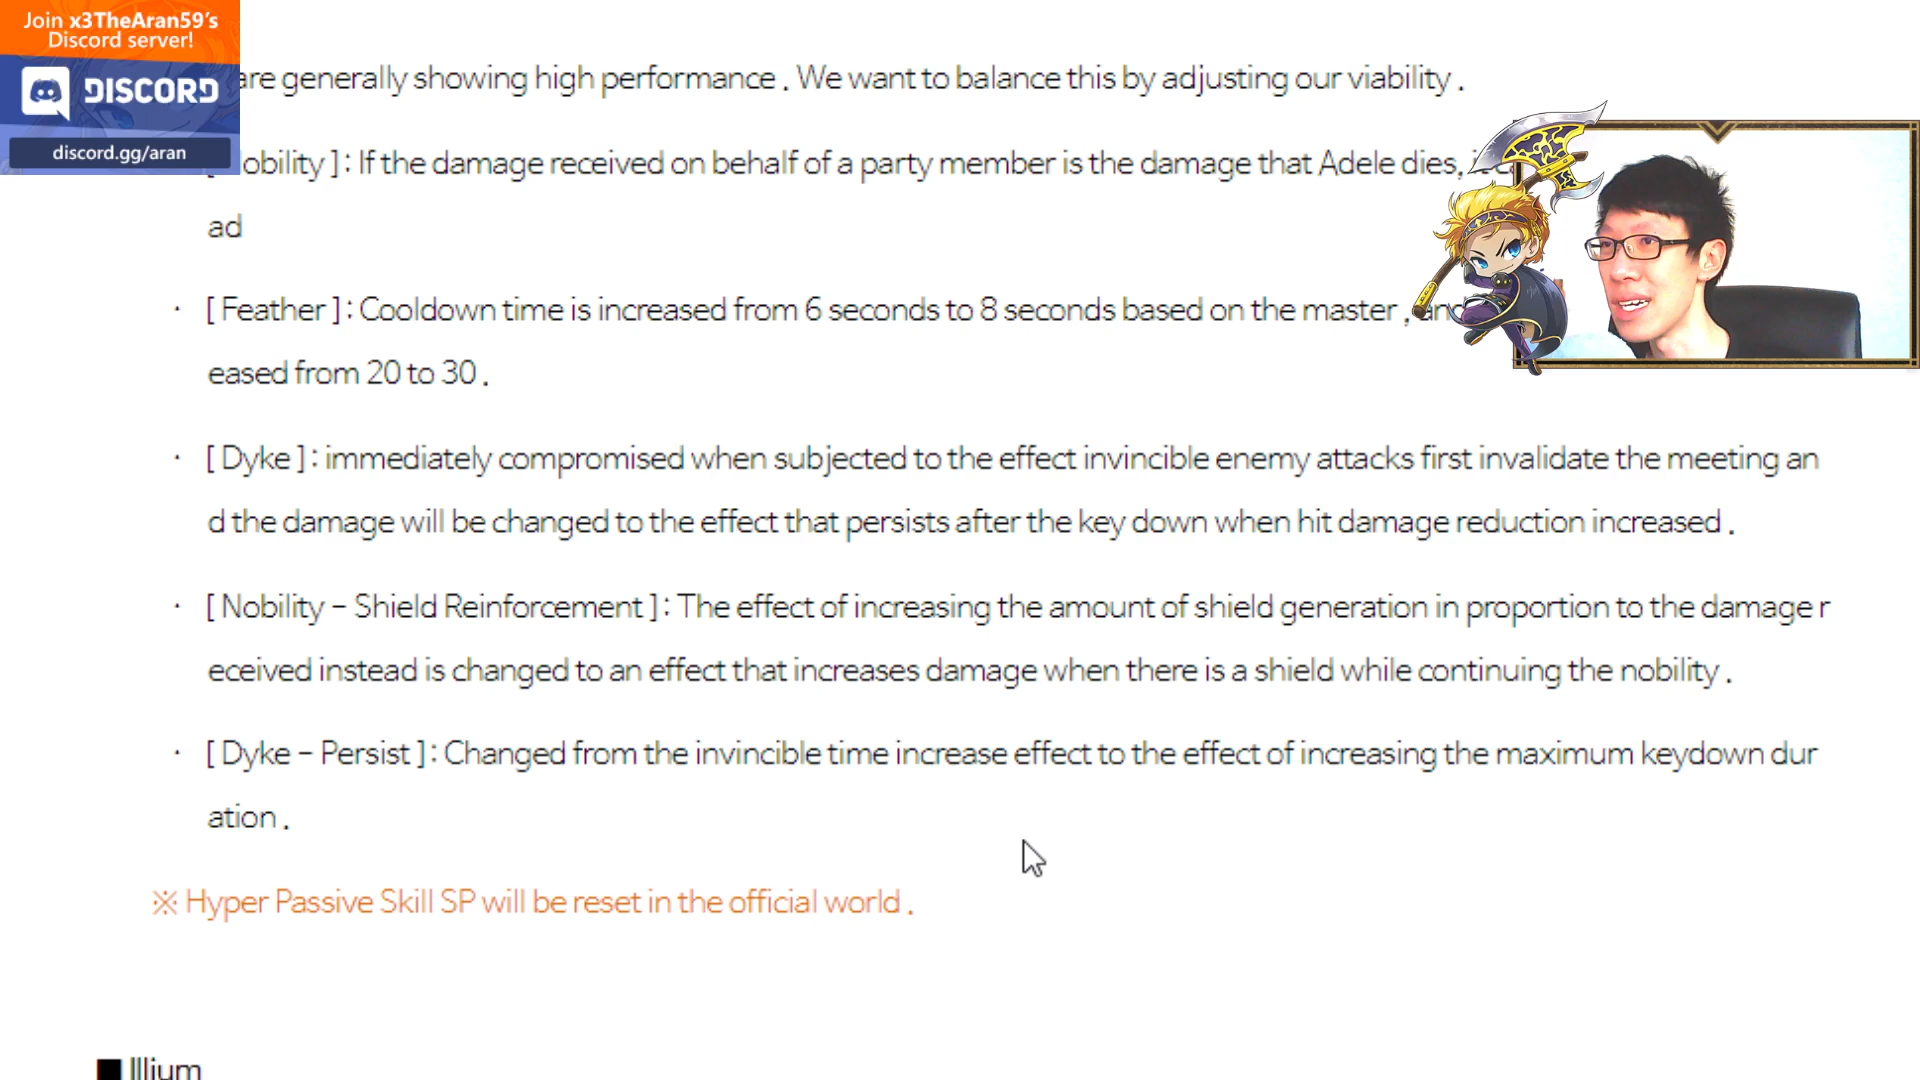 Join x3TheAran59's
Discord server!
DISCORD
discord.gg/aran
are generally showing high performance . We want to balance this by adjusting our viability .
obility ] : If the damage received on behalf of a party member is the damage that Adele dies,
ad
· [ Feather ] : Cooldown time is increased from 6 seconds to 8 seconds based on the master ,
eased from 20 to 30 .
· [ Dyke ] : immediately compromised when subjected to the effect invincible enemy attacks first invalidate the meeting an
d the damage will be changed to the effect that persists after the key down when hit damage reduction increased .
· [ Nobility – Shield Reinforcement ] : The effect of increasing the amount of shield generation in proportion to the damage r
eceived instead is changed to an effect that increases damage when there is a shield while continuing the nobility .
· [ Dyke – Persist ] : Changed from the invincible time increase effect to the effect of increasing the maximum keydown dur
ation .
※ Hyper Passive Skill SP will be reset in the official world .
■ Illium